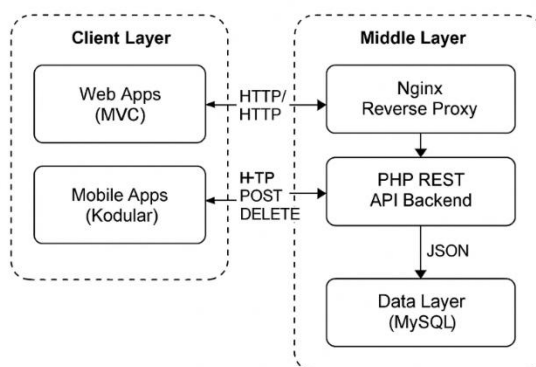 Client Layer
Web Apps
(MVC)
Mobile Apps
(Kodular)
HTTP/
HTTP
H-TP
POST
DELETE
Middle Layer
Nginx
Reverse Proxy
PHP REST
API Backend
JSON
Data Layer
(MySQL)